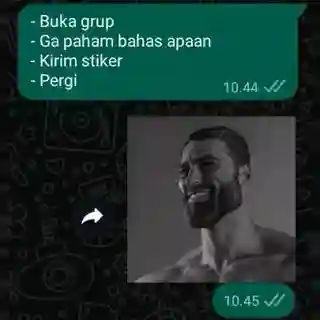 - Buka grup
- Ga paham bahas apaan
- Kirim stiker
- Pergi
10.44
10.45